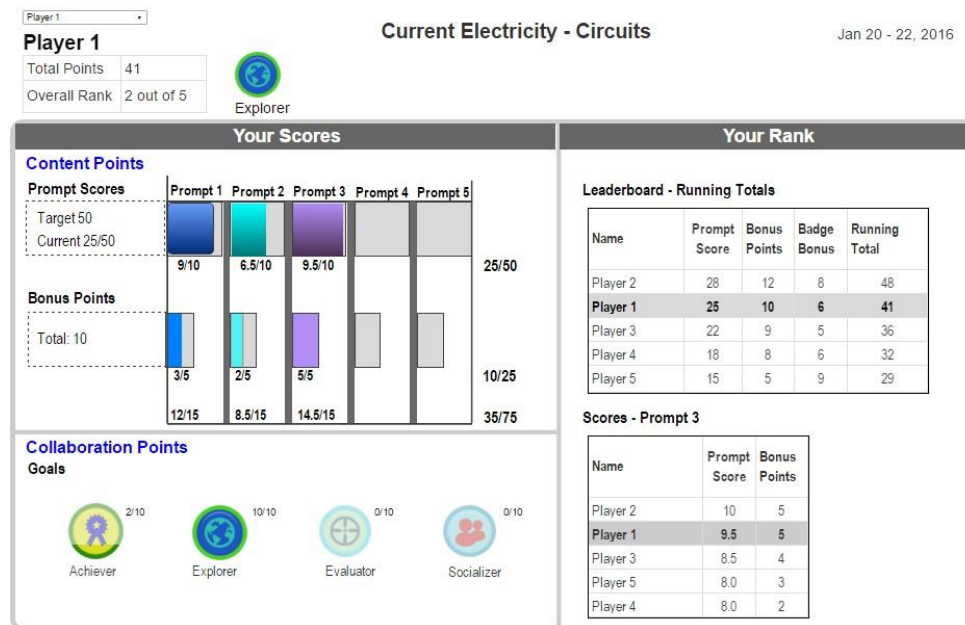 Player 1
Current Electricity - Circuits
Jan 20 - 22, 2016
Player 1
Total Points 41
Overall Rank 2 out of 5
Explorer
Your Scores
Content Points
Prompt Scores
Prompt 1 Prompt 2 Prompt 3 Prompt 4 Prompt 5
Target 50
Current 25/50
9/10 6.5/10 9.5/10 25/50
Bonus Points
Total: 10
3/5 2/5 5/5 10/25
12/15 8.5/15 14.5/15 35/75
Collaboration Points
Goals
2/10 10/10 0/10 0/10
Achiever Explorer Evaluator Socializer
Your Rank
Leaderboard - Running Totals
Name Prompt Score Bonus Points Badge Bonus Running Total
Player 2 28 12 8 48
Player 1 25 10 6 41
Player 3 22 9 5 36
Player 4 18 8 6 32
Player 5 15 5 9 29
Scores - Prompt 3
Name Prompt Score Bonus Points
Player 2 10 5
Player 1 9.5 5
Player 3 8.5 4
Player 5 8.0 3
Player 4 8.0 2